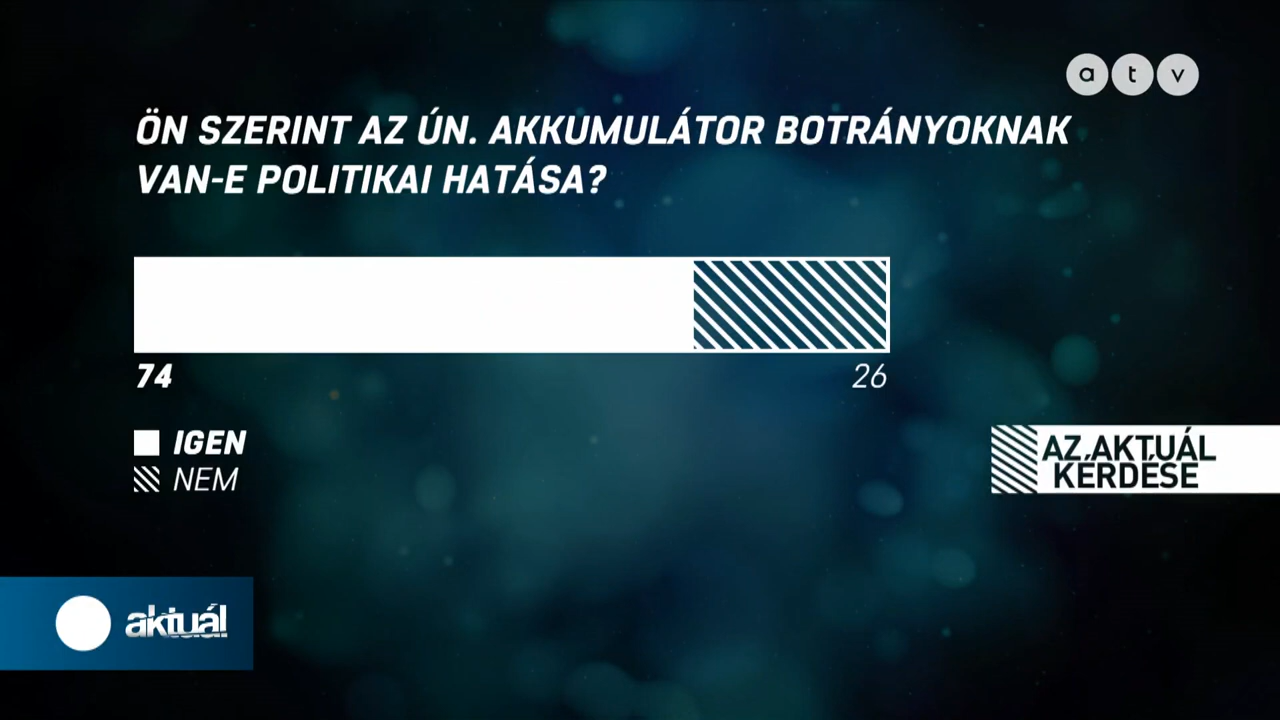 atv
ÖN SZERINT AZ ÚN. AKKUMULÁTOR BOTRÁNYOKNAK
VAN-E POLITIKAI HATÁSA?
74
26
IGEN
NEM
AZ AKTUÁL
KÉRDÉSE
aktuál